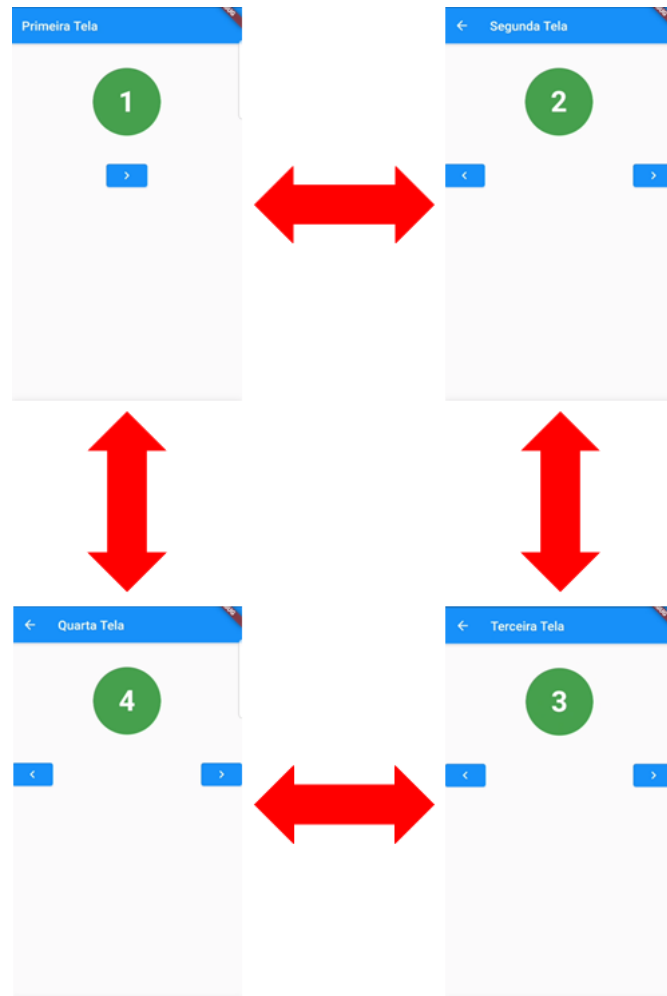 Primeira Tela
1
>
Segunda Tela
2
<
>
Quarta Tela
4
<
>
Terceira Tela
3
<
>